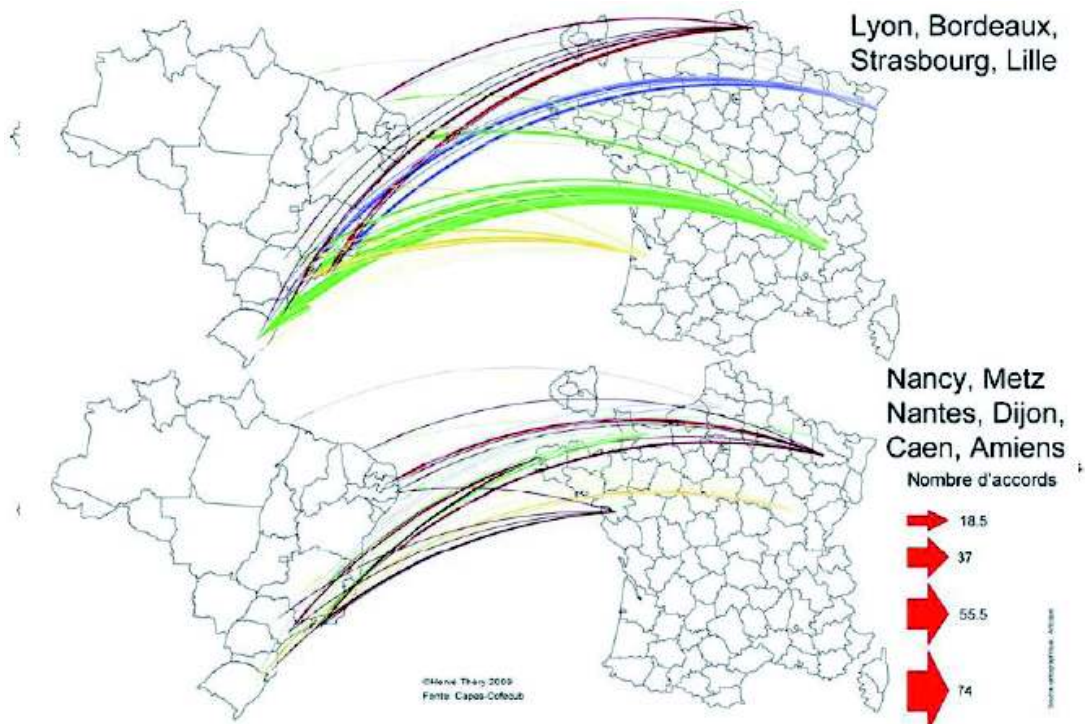 Lyon, Bordeaux,
Strasbourg, Lille
Nancy, Metz
Nantes, Dijon,
Caen, Amiens
Nombre d'accords
18.5
37
55.5
74
©Hervé Théry 2009
Fonte: Capes-Cofecub